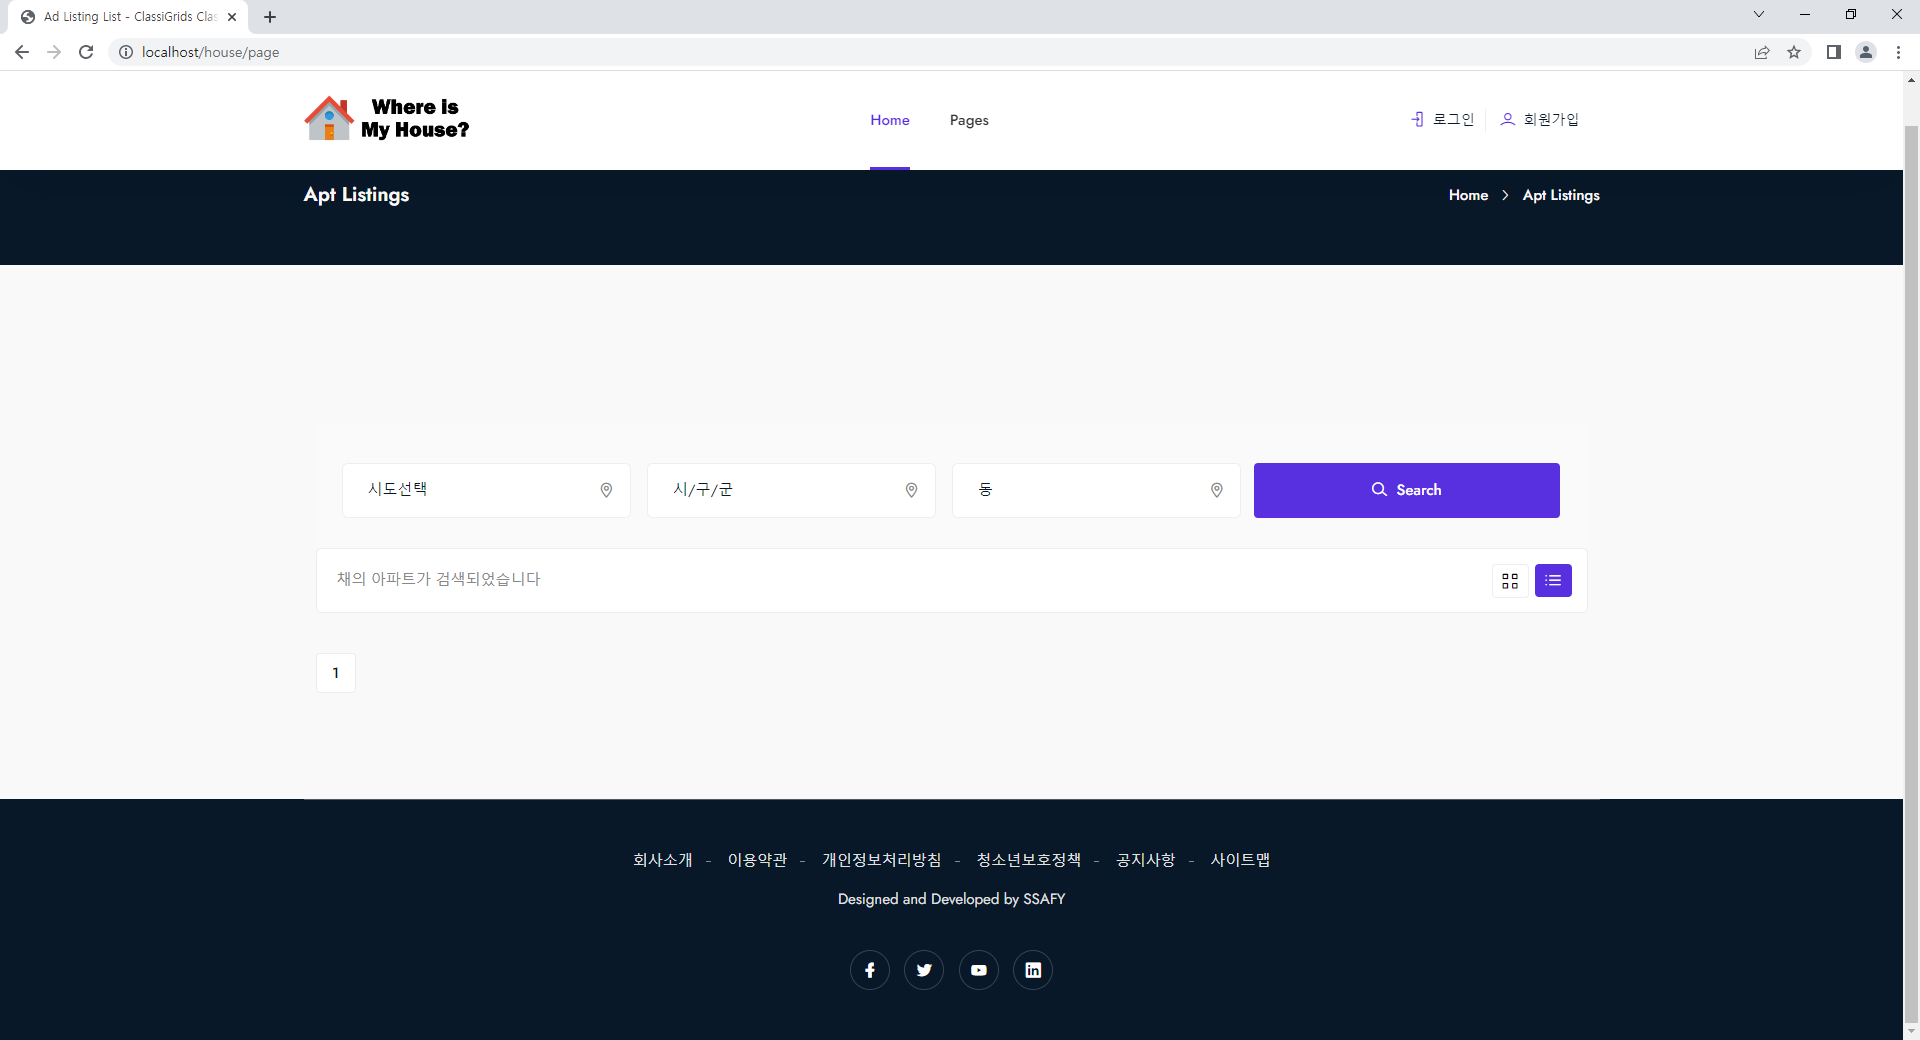 Ad Listing List - ClassiGrids Clas
localhost/house/page
Where is
My House?
Home
Pages
로그인
회원가입
Apt Listings
Home
Apt Listings
시도선택
시/구/군
동
Search
채의 아파트가 검색되었습니다
1
회사소개 - 이용약관 - 개인정보처리방침 - 청소년보호정책 - 공지사항 - 사이트맵
Designed and Developed by SSAFY